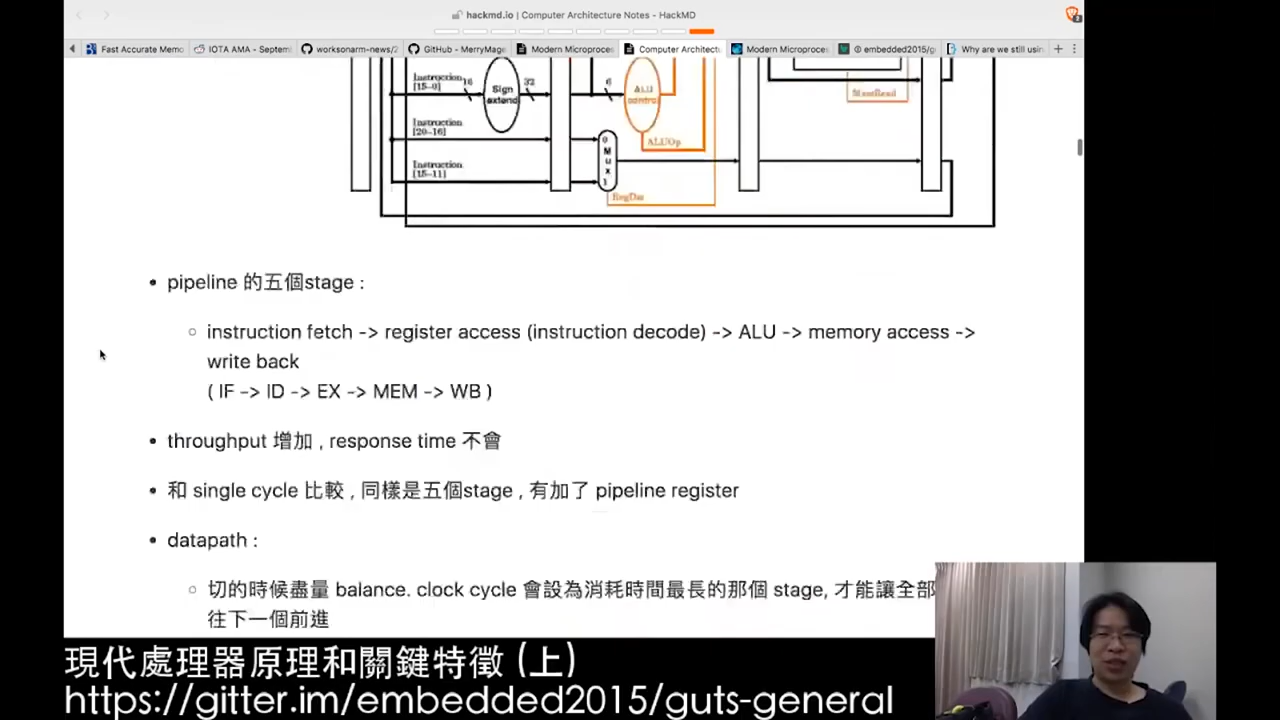 hackmd.io | Computer Architecture Notes - HackMD
Fast Accurate Memo
IOTA AMA - Septem
worksonarm-news/2
GitHub - MerryMage
Modern Microproces
Computer Architect
Modern Microproces
embedded2015/g
Why are we still usin
Instruction
[15–0]
16
Sign
extend
32
6
ALU
control
MemRead
Instruction
[20–16]
0
M
u
x
1
ALUOp
Instruction
[15–11]
RegDst
• pipeline 的五個stage :
○ instruction fetch -> register access (instruction decode) -> ALU -> memory access ->
write back
( IF -> ID -> EX -> MEM -> WB )
• throughput 增加 , response time 不會
• 和 single cycle 比較 , 同樣是五個stage , 有加了 pipeline register
• datapath :
○ 切的時候盡量 balance. clock cycle 會設為消耗時間最長的那個 stage, 才能讓全部
往下一個前進
現代處理器原理和關鍵特徵 (上)
https://gitter.im/embedded2015/guts-general